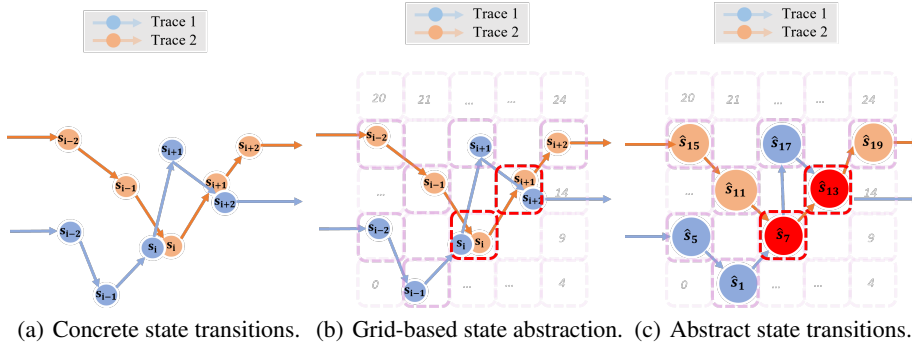 Trace 1
Trace 2
Trace 1
Trace 2
Trace 1
Trace 2
s_{i-2}
s_{i-1}
s_{i+1}
s_{i+2}
s_{i+1}
s_{i+2}
s_{i-2}
s_i
s_i
s_{i-1}
20
21
...
...
24
s_{i-2}
s_{i+1}
s_{i+2}
...
s_{i-1}
s_{i+1}
s_{i+2}
14
s_{i-2}
s_i
s_i
9
0
s_{i-1}
...
...
4
20
21
...
...
24
ŝ_{15}
ŝ_{17}
ŝ_{19}
...
ŝ_{11}
ŝ_{13}
14
ŝ_5
ŝ_7
9
0
ŝ_1
...
...
4
(a) Concrete state transitions.
(b) Grid-based state abstraction.
(c) Abstract state transitions.